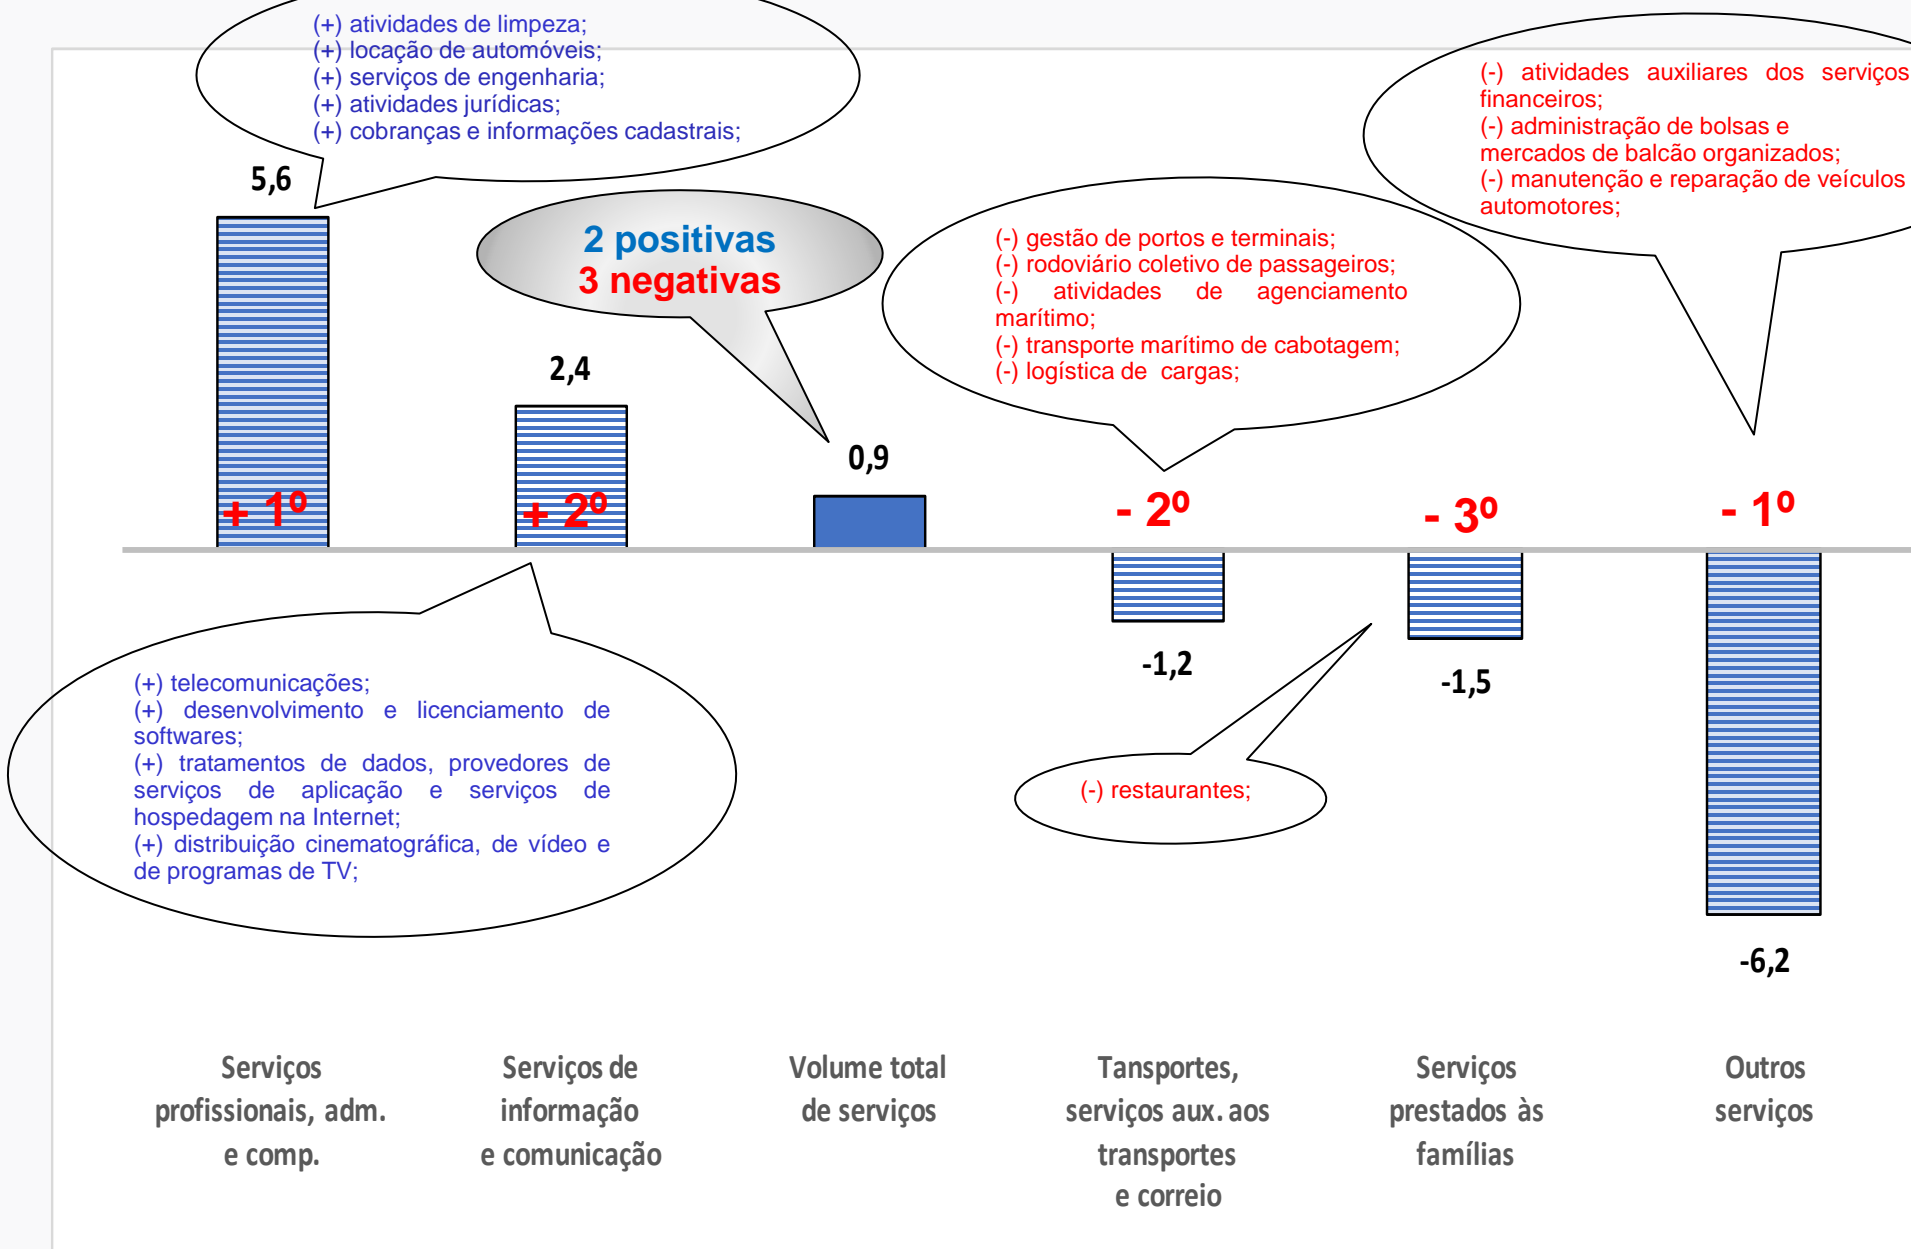 (+) atividades de limpeza;
(+) locação de automóveis;
(+) serviços de engenharia;
(+) atividades jurídicas;
(+) cobranças e informações cadastrais;
(-) atividades auxiliares dos serviços
financeiros;
(-) administração de bolsas e
mercados de balcão organizados;
(-) manutenção e reparação de veículos
automotores;
5,6
2 positivas
3 negativas
(-) gestão de portos e terminais;
(-) rodoviário coletivo de passageiros;
(-) atividades de agenciamento
marítimo;
(-) transporte marítimo de cabotagem;
(-) logística de cargas;
2,4
0,9
+ 1º
+ 2º
- 2º
- 3º
- 1º
-1,2
-1,5
-6,2
(+) telecomunicações;
(+) desenvolvimento e licenciamento de
softwares;
(+) tratamentos de dados, provedores de
serviços de aplicação e serviços de
hospedagem na Internet;
(+) distribuição cinematográfica, de vídeo e
de programas de TV;
(-) restaurantes;
Serviços
profissionais, adm.
e comp.
Serviços de
informação
e comunicação
Volume total
de serviços
Tansportes,
serviços aux. aos
transportes
e correio
Serviços
prestados às
famílias
Outros
serviços